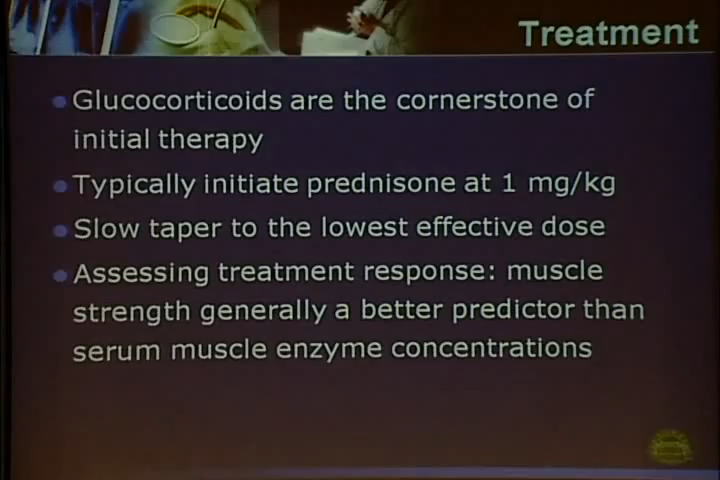 Treatment
Glucocorticoids are the cornerstone of
initial therapy
Typically initiate prednisone at 1 mg/kg
Slow taper to the lowest effective dose
Assessing treatment response: muscle
strength generally a better predictor than
serum muscle enzyme concentrations